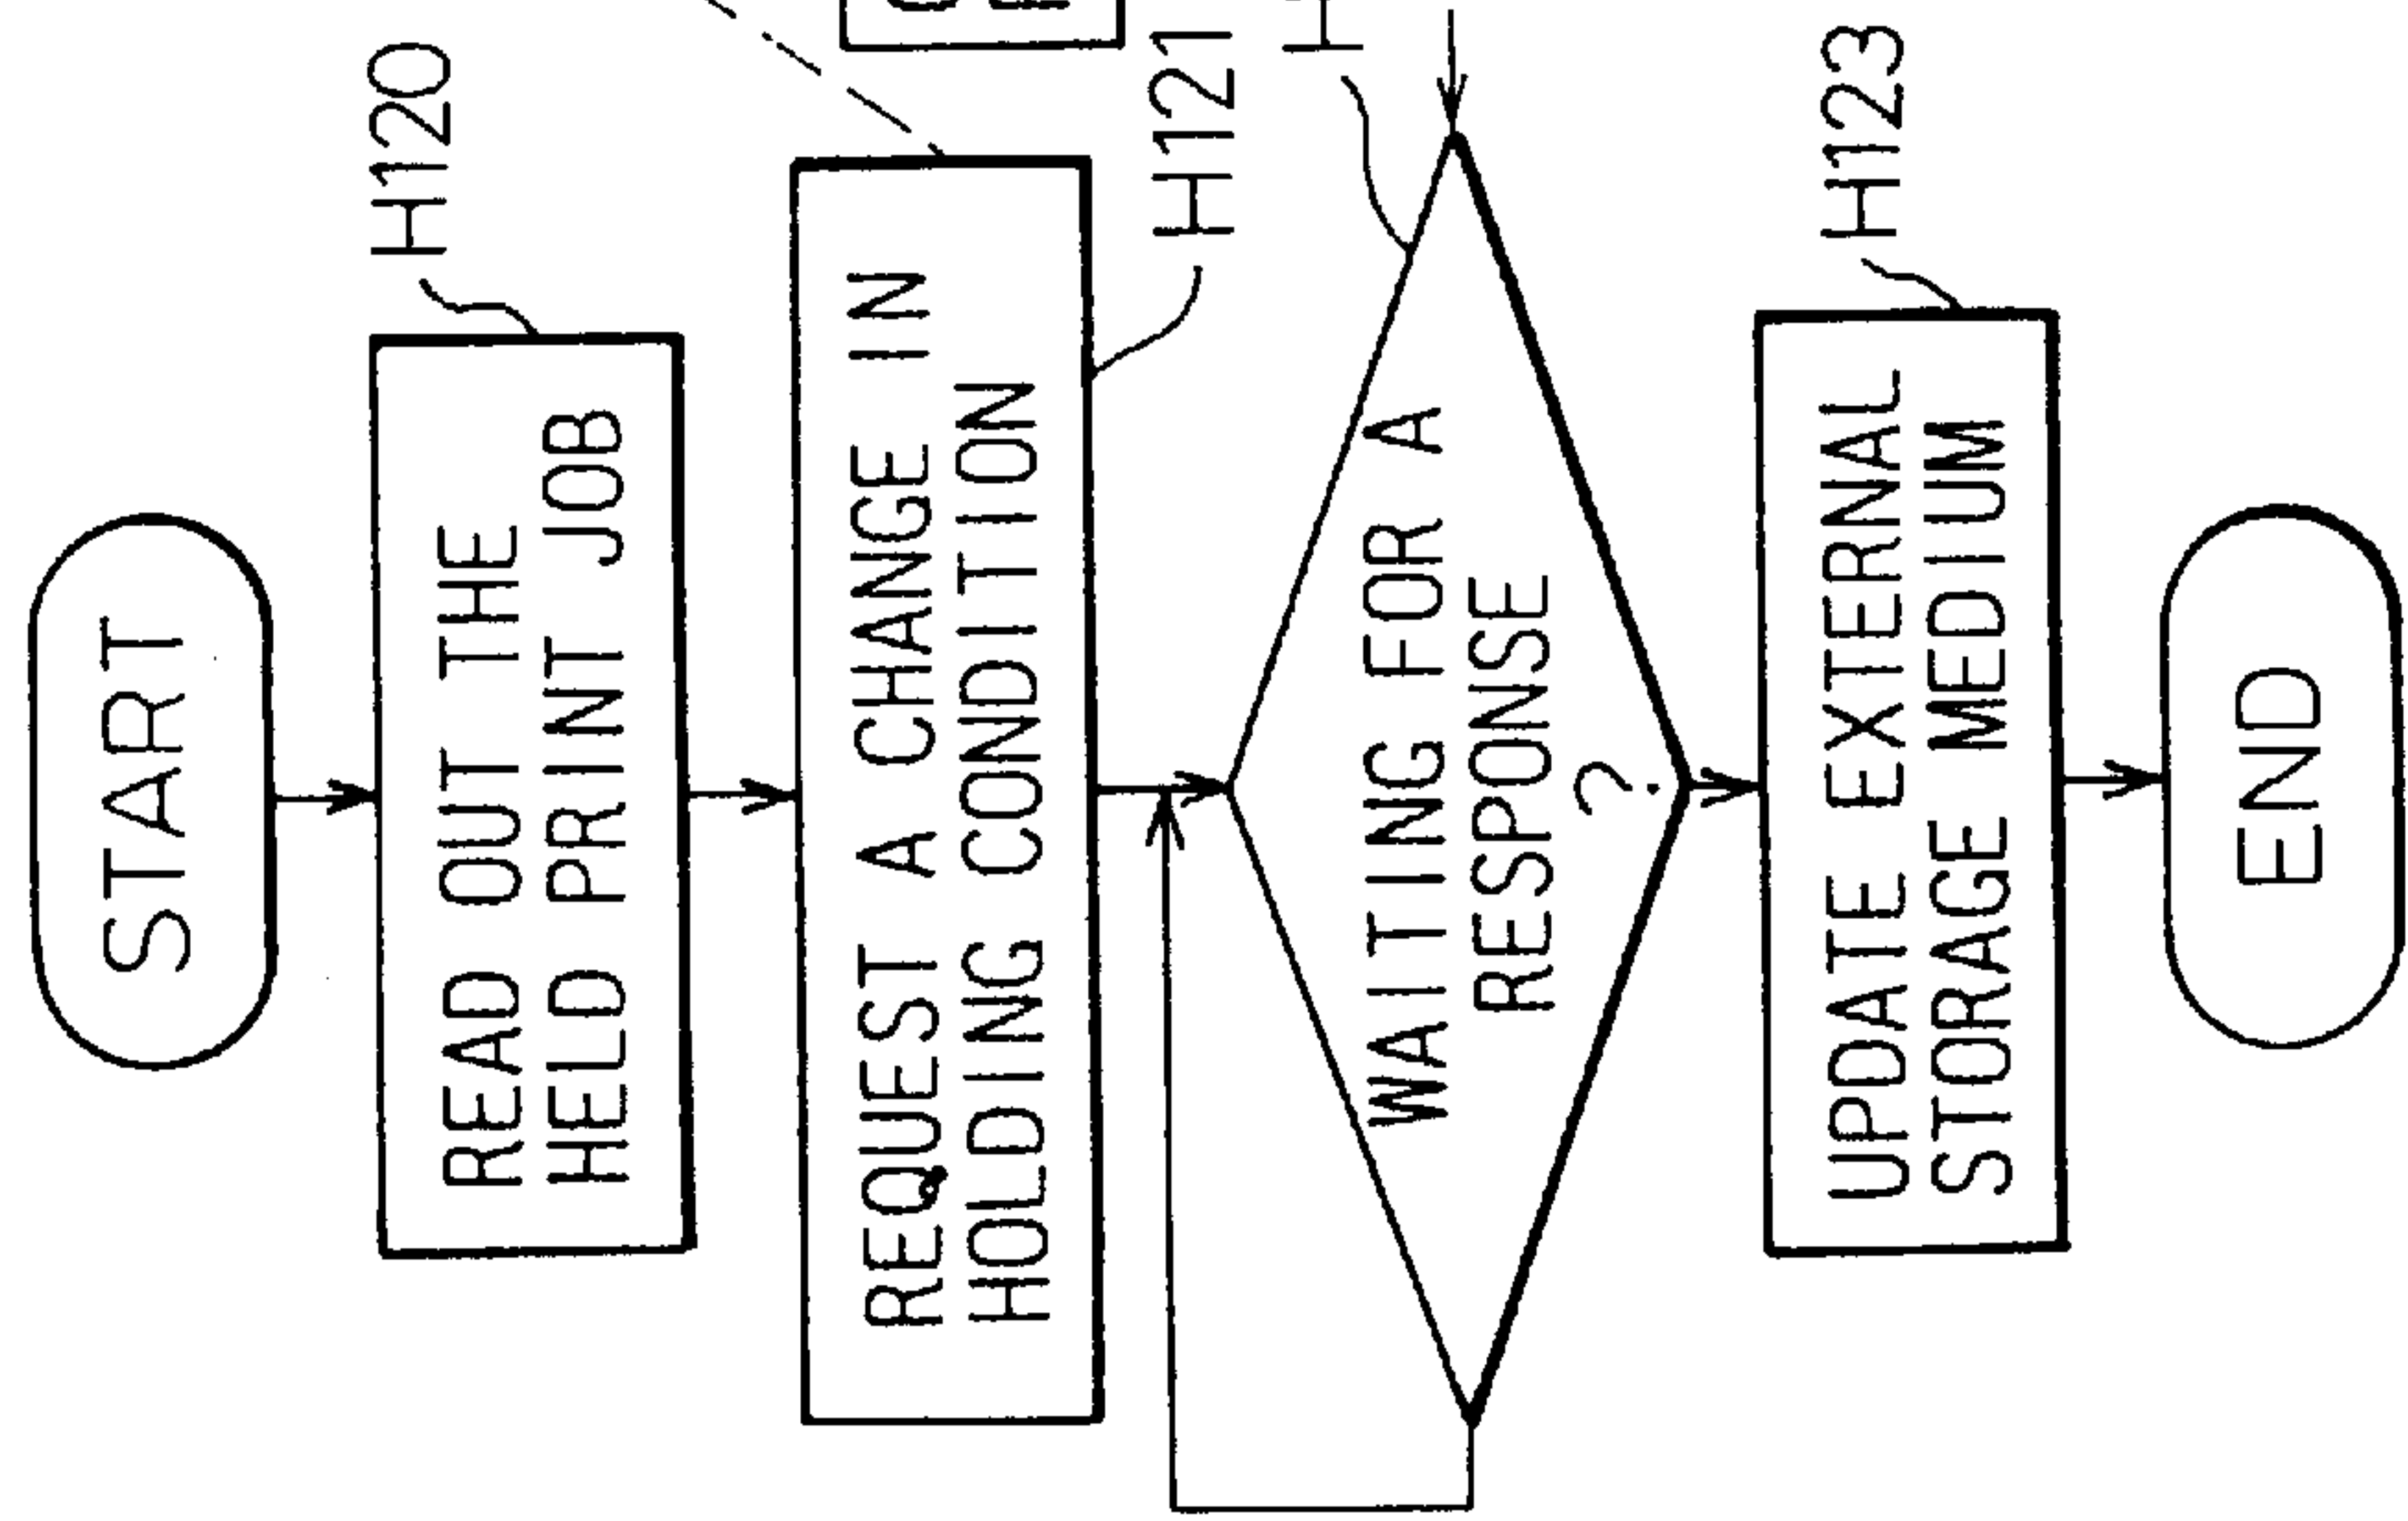 START
H120
READ OUT THE
HELD PRINT JOB
REQUEST A CHANGE IN
HOLDING CONDITION
H121
H
WAITING FOR A
RESPONSE
?
H123
UPDATE EXTERNAL
STORAGE MEDIUM
END